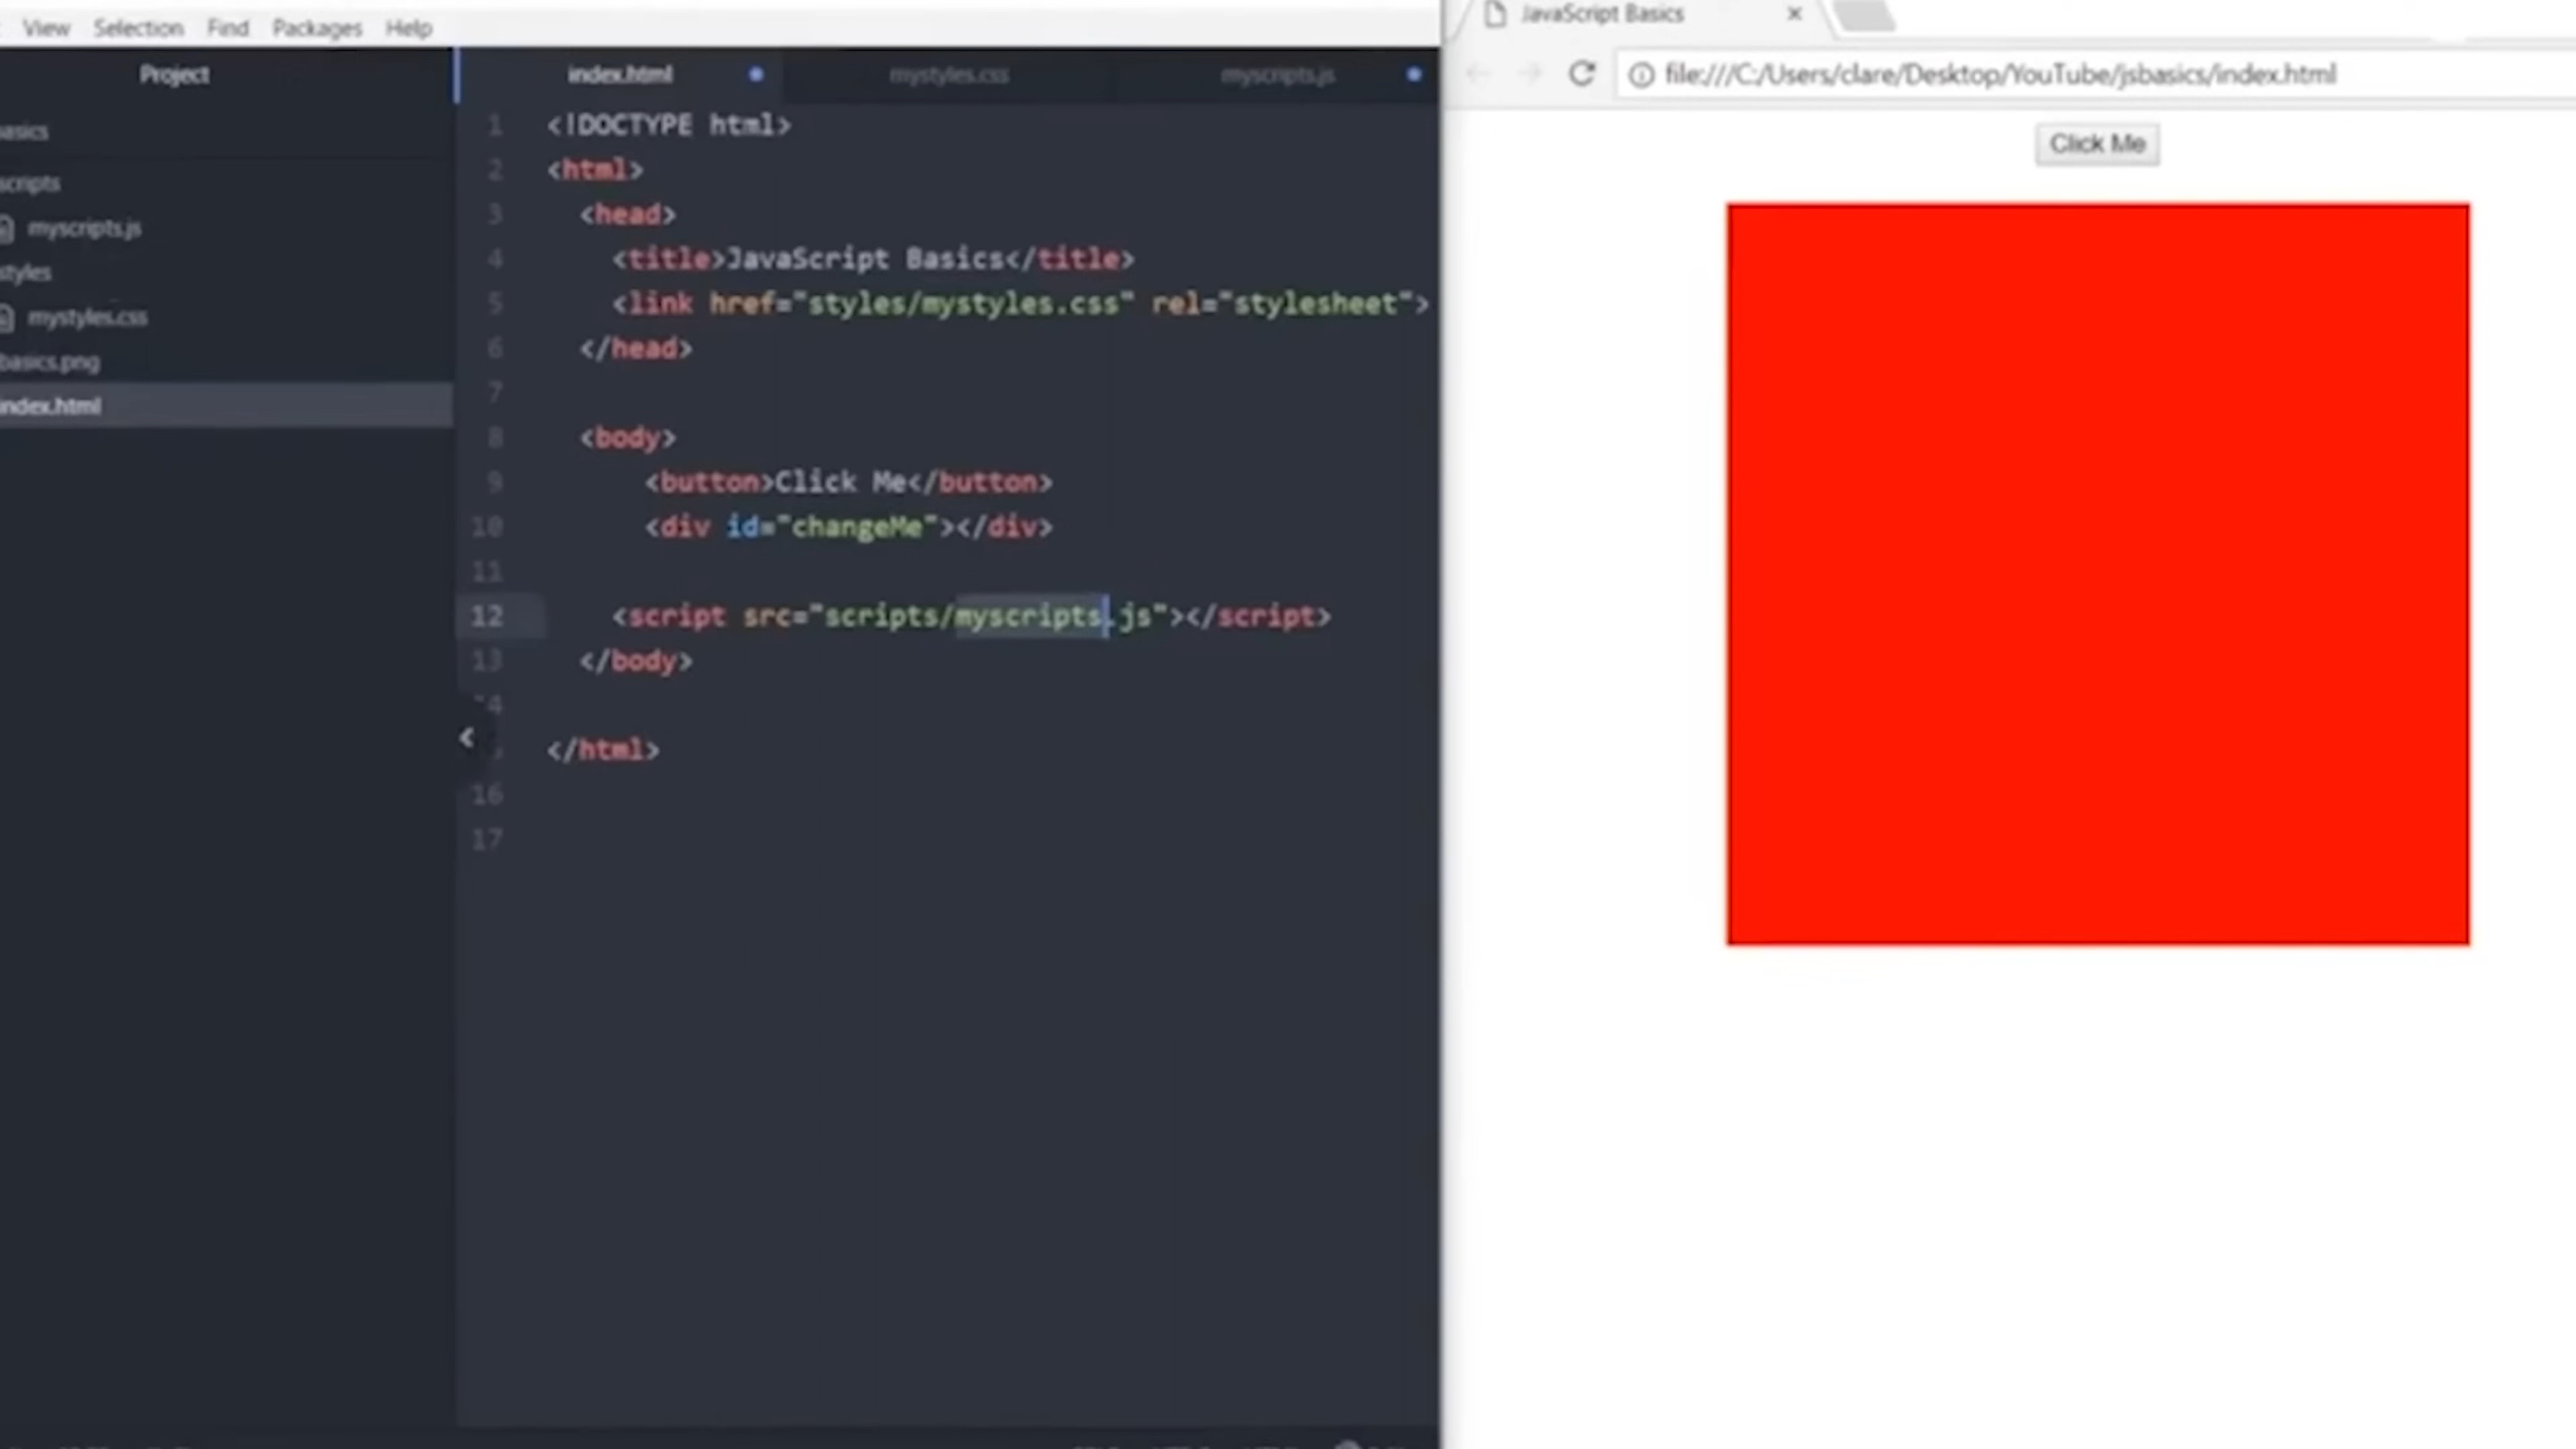 View Selection Find Packages Help
Project
asics
scripts
myscripts.js
styles
mystyles.css
basics.png
index.html
index.html mystyles.css myscripts.js
1 <!DOCTYPE html>
2 <html>
3 <head>
4 <title>JavaScript Basics</title>
5 <link href="styles/mystyles.css" rel="stylesheet">
6 </head>
7
8 <body>
9 <button>Click Me</button>
10 <div id="changeMe"></div>
11
12 <script src="scripts/myscripts.js"></script>
13 </body>
4
</html>
16
17
JavaScript Basics
file:///C:/Users/clare/Desktop/YouTube/jsbasics/index.html
Click Me